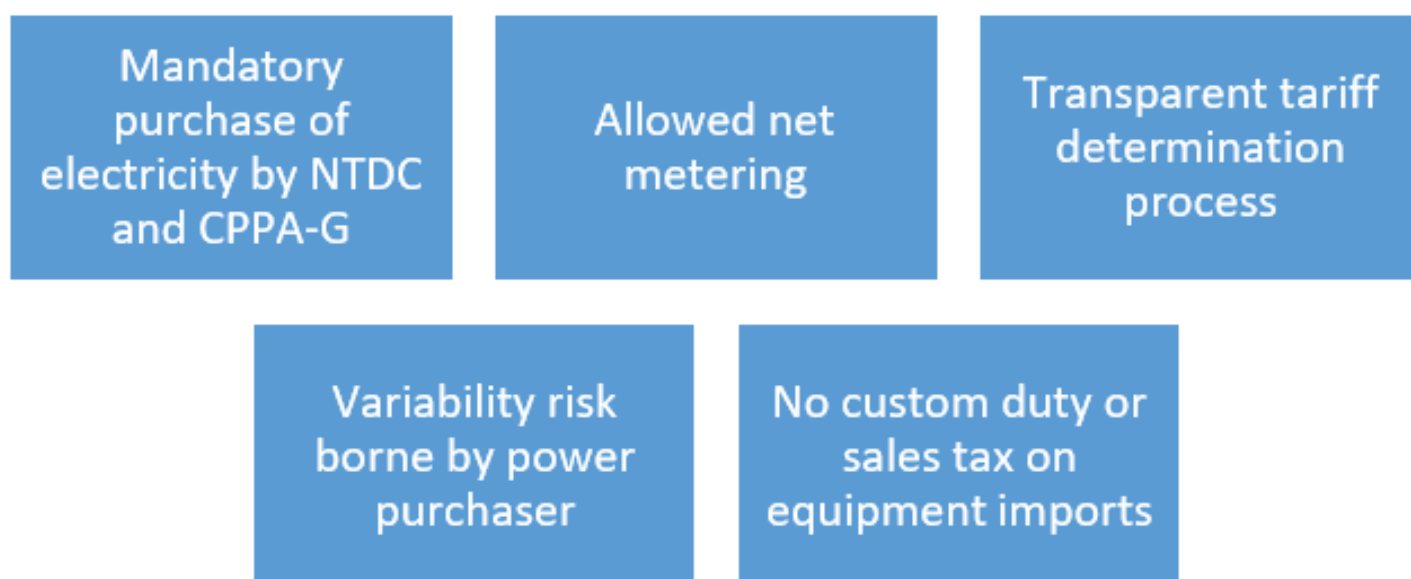 Mandatory
purchase of
electricity by NTDC
and CPPA-G
Allowed net
metering
Transparent tariff
determination
process
Variability risk
borne by power
purchaser
No custom duty or
sales tax on
equipment imports